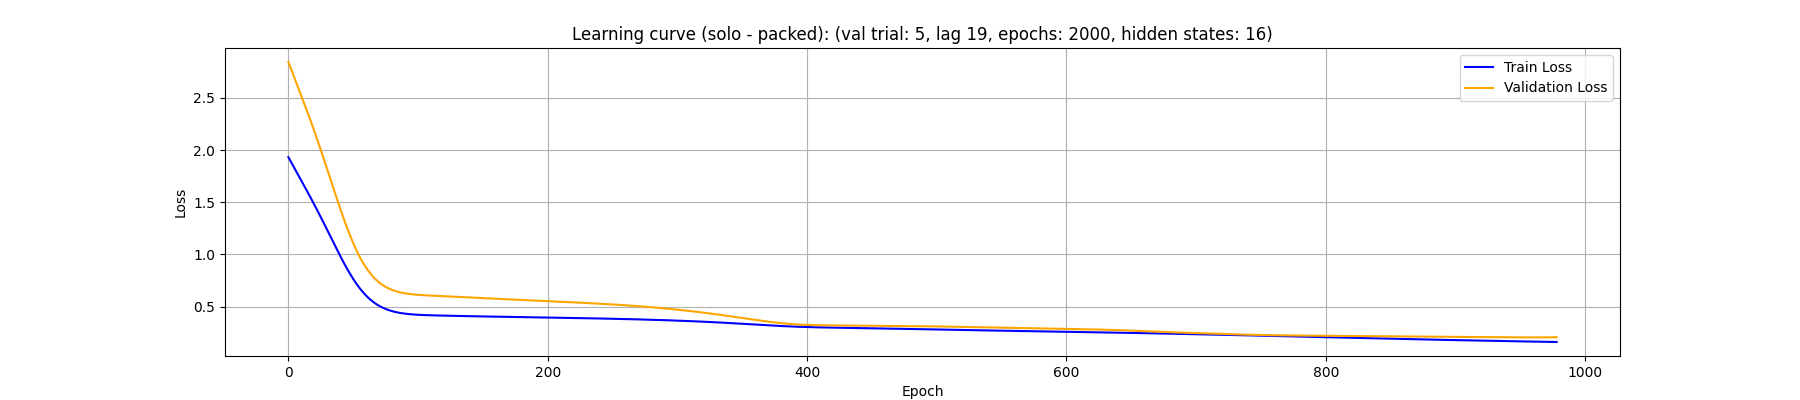 Learning curve (solo - packed): (val trial: 5, lag 19, epochs: 2000, hidden states: 16)
Train Loss
Validation Loss
2.5
2.0
1.5
1.0
0.5
Loss
0 200 400 600 800 1000
Epoch